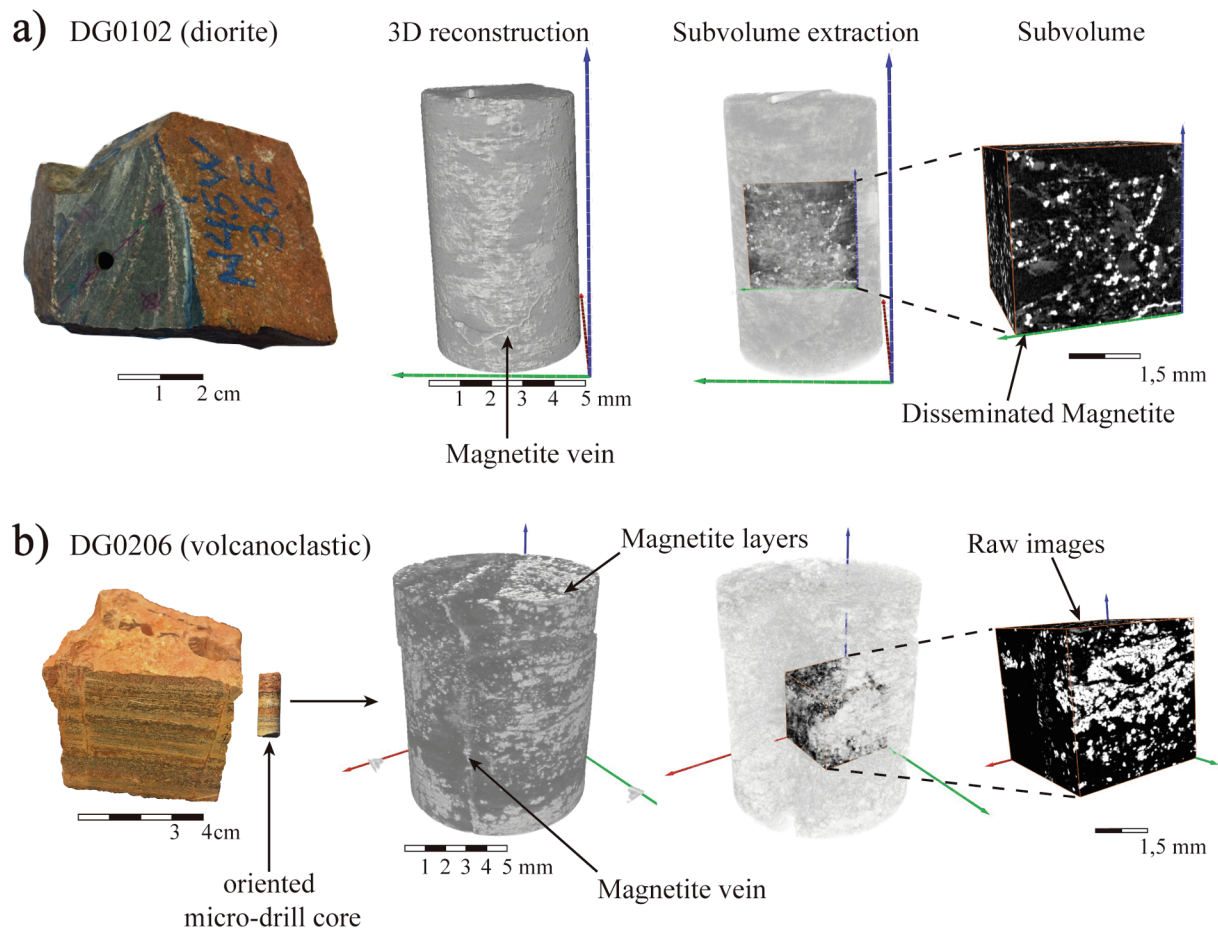 a) DG0102 (diorite)
3D reconstruction
Subvolume extraction
Subvolume
N45W
36E
1 2 cm
1 2 3 4 5 mm
1,5 mm
Magnetite vein
Disseminated Magnetite
b) DG0206 (volcanoclastic)
Magnetite layers
Raw images
3 4cm
1 2 3 4 5 mm
1,5 mm
oriented
micro-drill core
Magnetite vein